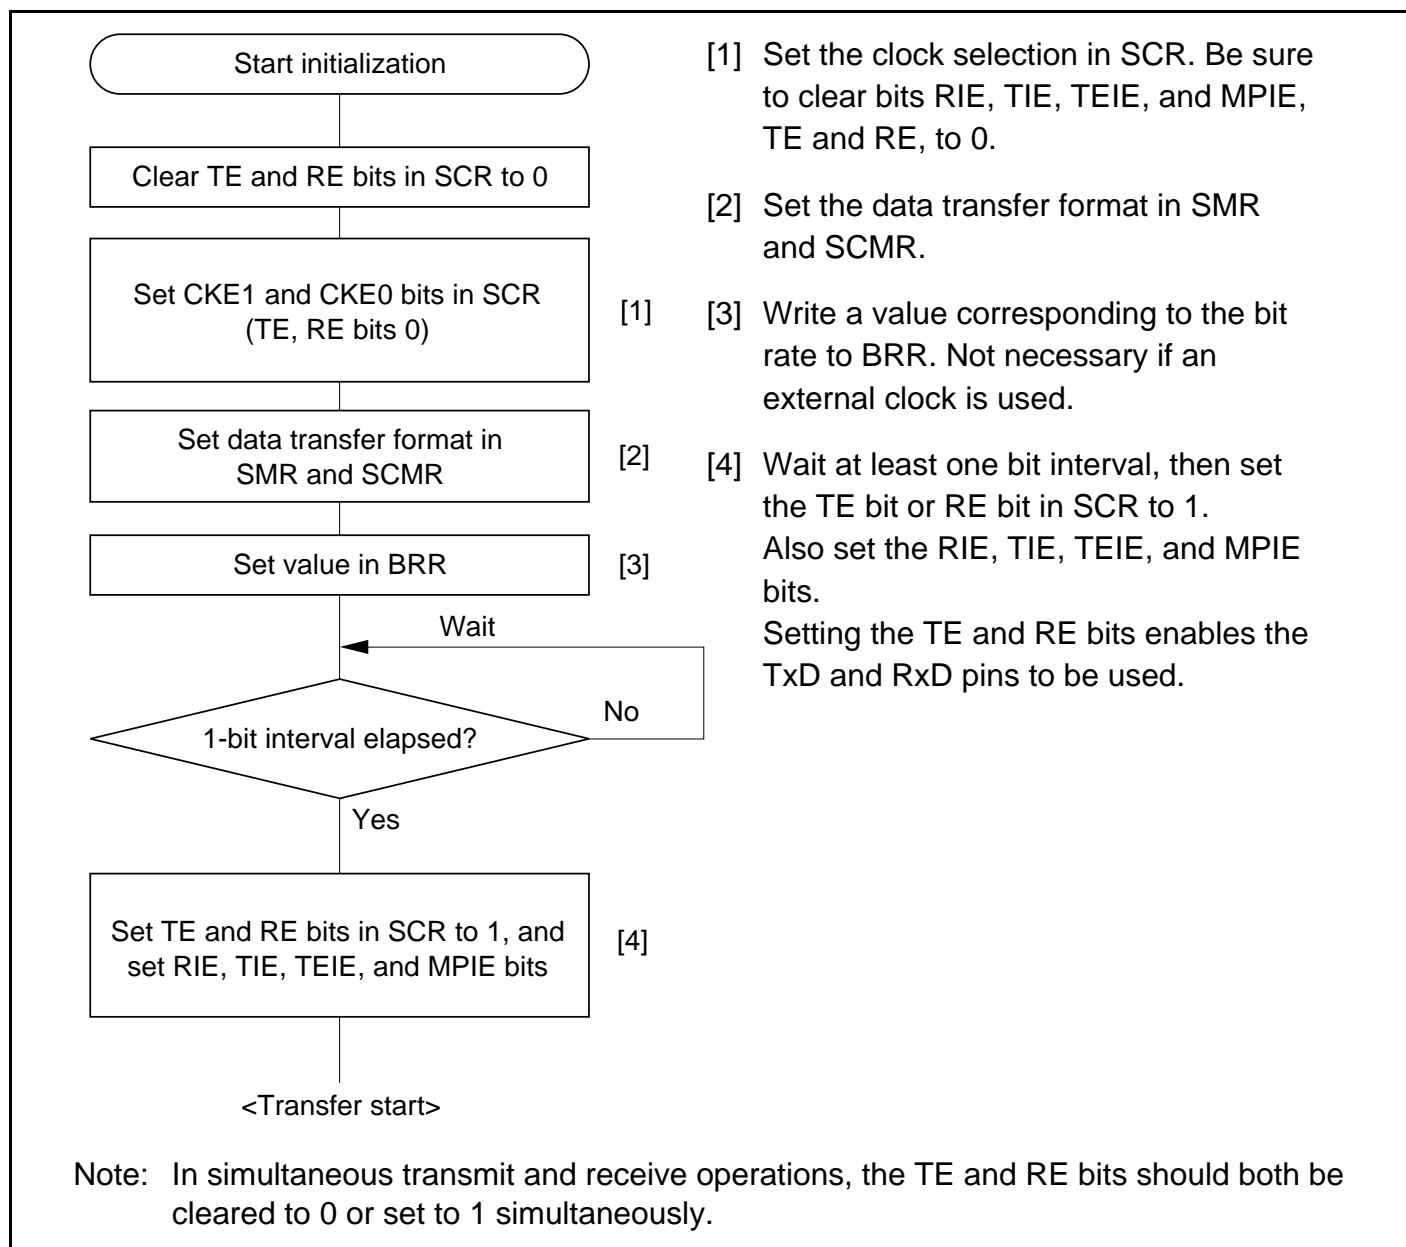 Start initialization
Clear TE and RE bits in SCR to 0
Set CKE1 and CKE0 bits in SCR
(TE, RE bits 0)
[1]
Set data transfer format in
SMR and SCMR
[2]
Set value in BRR
[3]
Wait
No
1-bit interval elapsed?
Yes
Set TE and RE bits in SCR to 1, and
set RIE, TIE, TEIE, and MPIE bits
[4]
<Transfer start>
[1] Set the clock selection in SCR. Be sure
to clear bits RIE, TIE, TEIE, and MPIE,
TE and RE, to 0.
[2] Set the data transfer format in SMR
and SCMR.
[3] Write a value corresponding to the bit
rate to BRR. Not necessary if an
external clock is used.
[4] Wait at least one bit interval, then set
the TE bit or RE bit in SCR to 1.
Also set the RIE, TIE, TEIE, and MPIE
bits.
Setting the TE and RE bits enables the
TxD and RxD pins to be used.
Note: In simultaneous transmit and receive operations, the TE and RE bits should both be
cleared to 0 or set to 1 simultaneously.